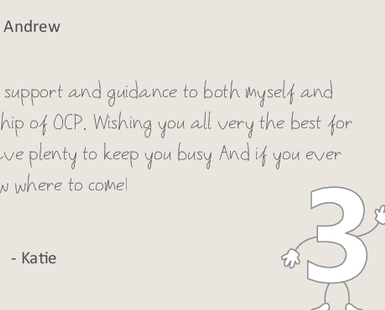 Andrew
support and guidance to both myself and
hip of OCP. Wishing you all very the best for
ve plenty to keep you busy And if you ever
w where to come!
- Katie
3